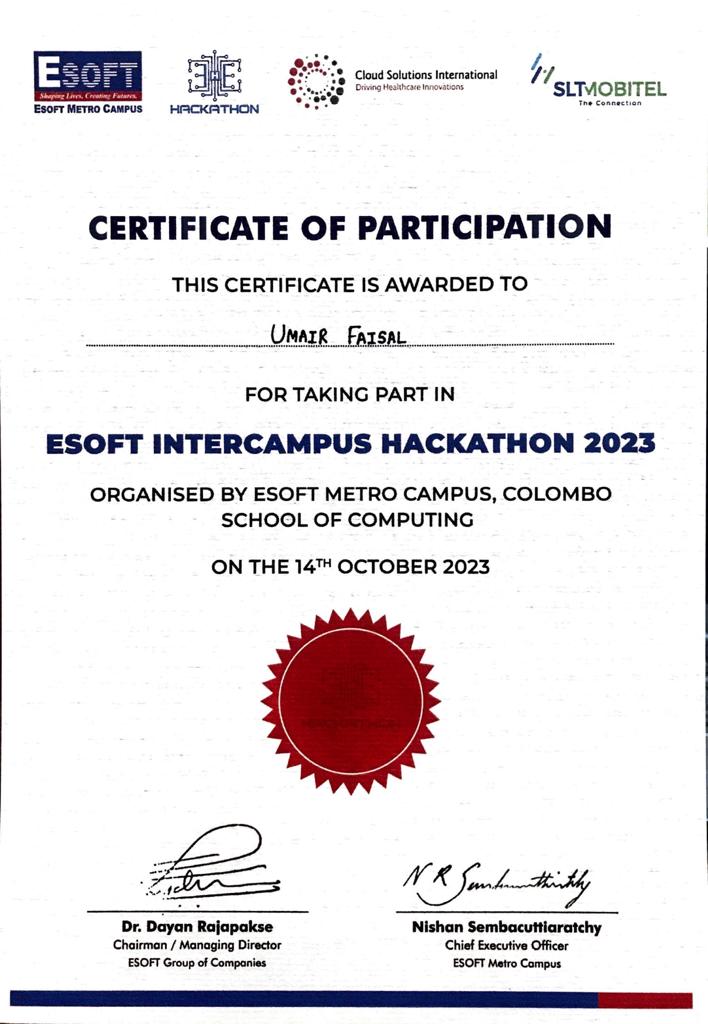 ESOFT
Shaping Lives, Creating Futures.
ESOFT METRO CAMPUS
HACKATHON
Cloud Solutions International
Driving Healthcare Innovations
SLTMOBITEL
The Connection
CERTIFICATE OF PARTICIPATION
THIS CERTIFICATE IS AWARDED TO
UMAIR FAISAL
FOR TAKING PART IN
ESOFT INTERCAMPUS HACKATHON 2023
ORGANISED BY ESOFT METRO CAMPUS, COLOMBO
SCHOOL OF COMPUTING
ON THE 14TH OCTOBER 2023
HACKATHON
N R Sembacuttiaratchy
Dr. Dayan Rajapakse
Chairman / Managing Director
ESOFT Group of Companies
Nishan Sembacuttiaratchy
Chief Executive Officer
ESOFT Metro Campus